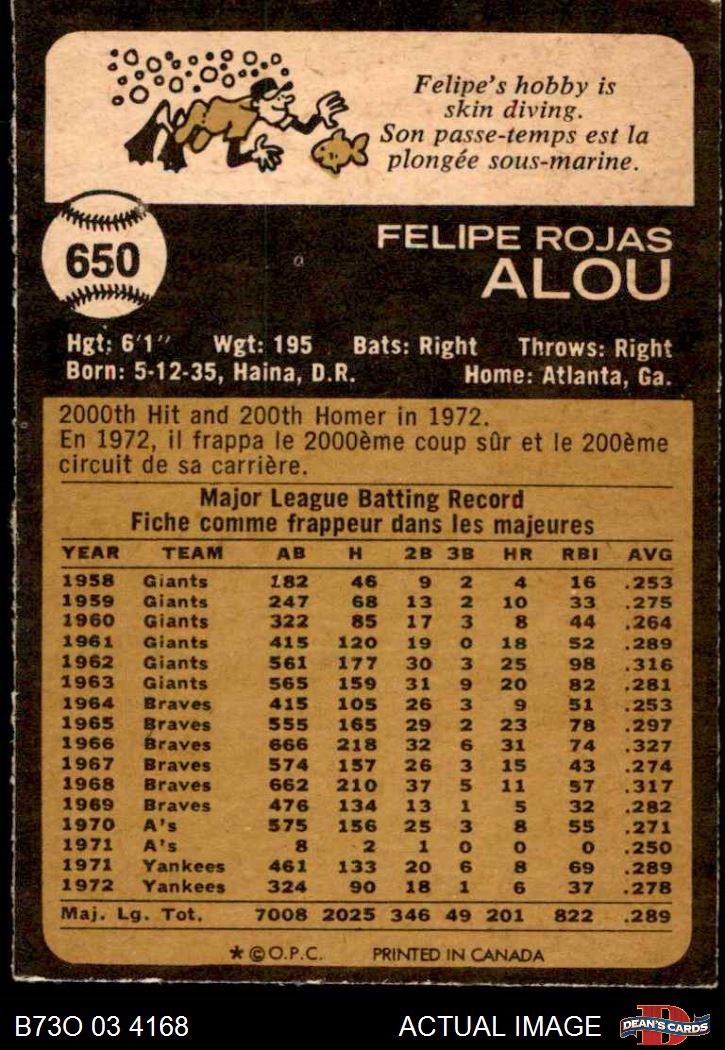 Felipe's hobby is
skin diving.
Son passe-temps est la
plongée sous-marine.
650
FELIPE ROJAS
ALOU
Hgt: 6'1" Wgt: 195 Bats: Right Throws: Right
Born: 5-12-35, Haina, D.R. Home: Atlanta, Ga.
2000th Hit and 200th Homer in 1972.
En 1972, il frappa le 2000ème coup sûr et le 200ème
circuit de sa carrière.
Major League Batting Record
Fiche comme frappeur dans les majeures
YEAR TEAM AB H 2B 3B HR RBI AVG
1958 Giants 182 46 9 2 4 16 .253
1959 Giants 247 68 13 2 10 33 .275
1960 Giants 322 85 17 3 8 44 .264
1961 Giants 415 120 19 0 18 52 .289
1962 Giants 561 177 30 3 25 98 .316
1963 Giants 565 159 31 9 20 82 .281
1964 Braves 415 105 26 3 9 51 .253
1965 Braves 555 165 29 2 23 78 .297
1966 Braves 666 218 32 6 31 74 .327
1967 Braves 574 157 26 3 15 43 .274
1968 Braves 662 210 37 5 11 57 .317
1969 Braves 476 134 13 1 5 32 .282
1970 A's 575 156 25 3 8 55 .271
1971 A's 8 2 1 0 0 0 .250
1971 Yankees 461 133 20 6 8 69 .289
1972 Yankees 324 90 18 1 6 37 .278
Maj. Lg. Tot. 7008 2025 346 49 201 822 .289
* © O.P.C. PRINTED IN CANADA
B73O 03 4168 ACTUAL IMAGE D DEAN'S CARDS